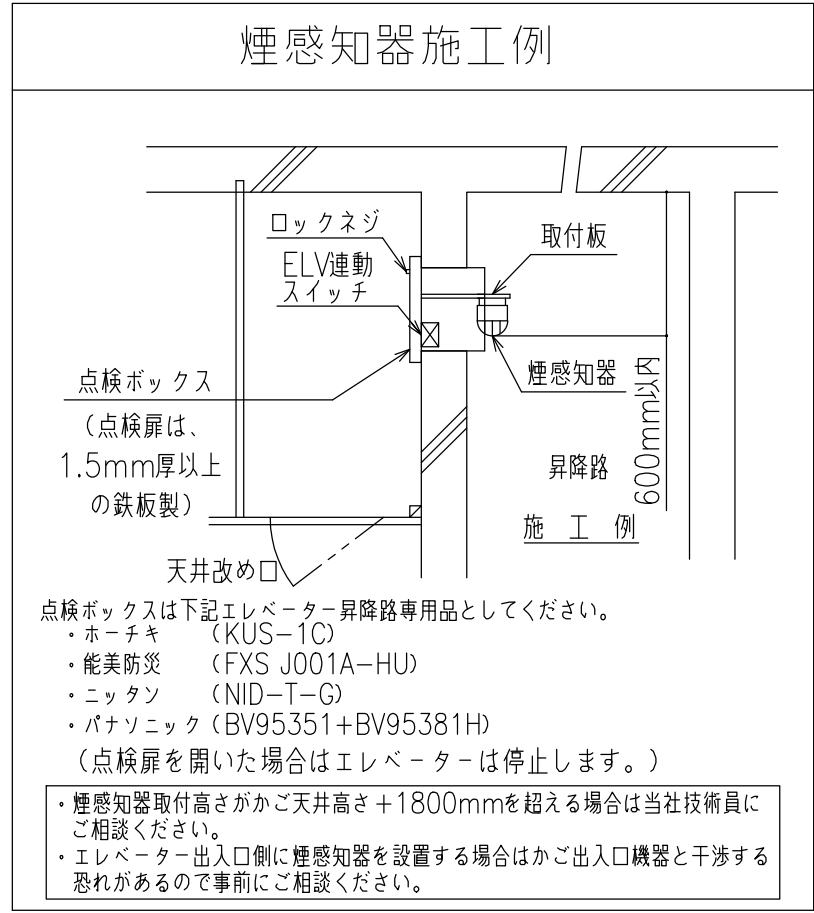 煙感知器施工例
ロックネジ
取付板
ELV連動
スイッチ
煙感知器
点検ボックス
(点検扉は、
1.5mm厚以上
の鉄板製)
600mm以内
昇降路
施 工 例
天井改め口
点検ボックスは下記エレベーター昇降路専用品としてください。
・ホーチキ (KUS-1C)
・能美防災 (FXS J001A-HU)
・ニッタン (NID-T-G)
・パナソニック(BV95351+BV95381H)
(点検扉を開いた場合はエレベーターは停止します。)
・煙感知器取付高さがかご天井高さ+1800mmを超える場合は当社技術員に
ご相談ください。
・エレベーター出入口側に煙感知器を設置する場合はかご出入口機器と干渉する
恐れがあるので事前にご相談ください。